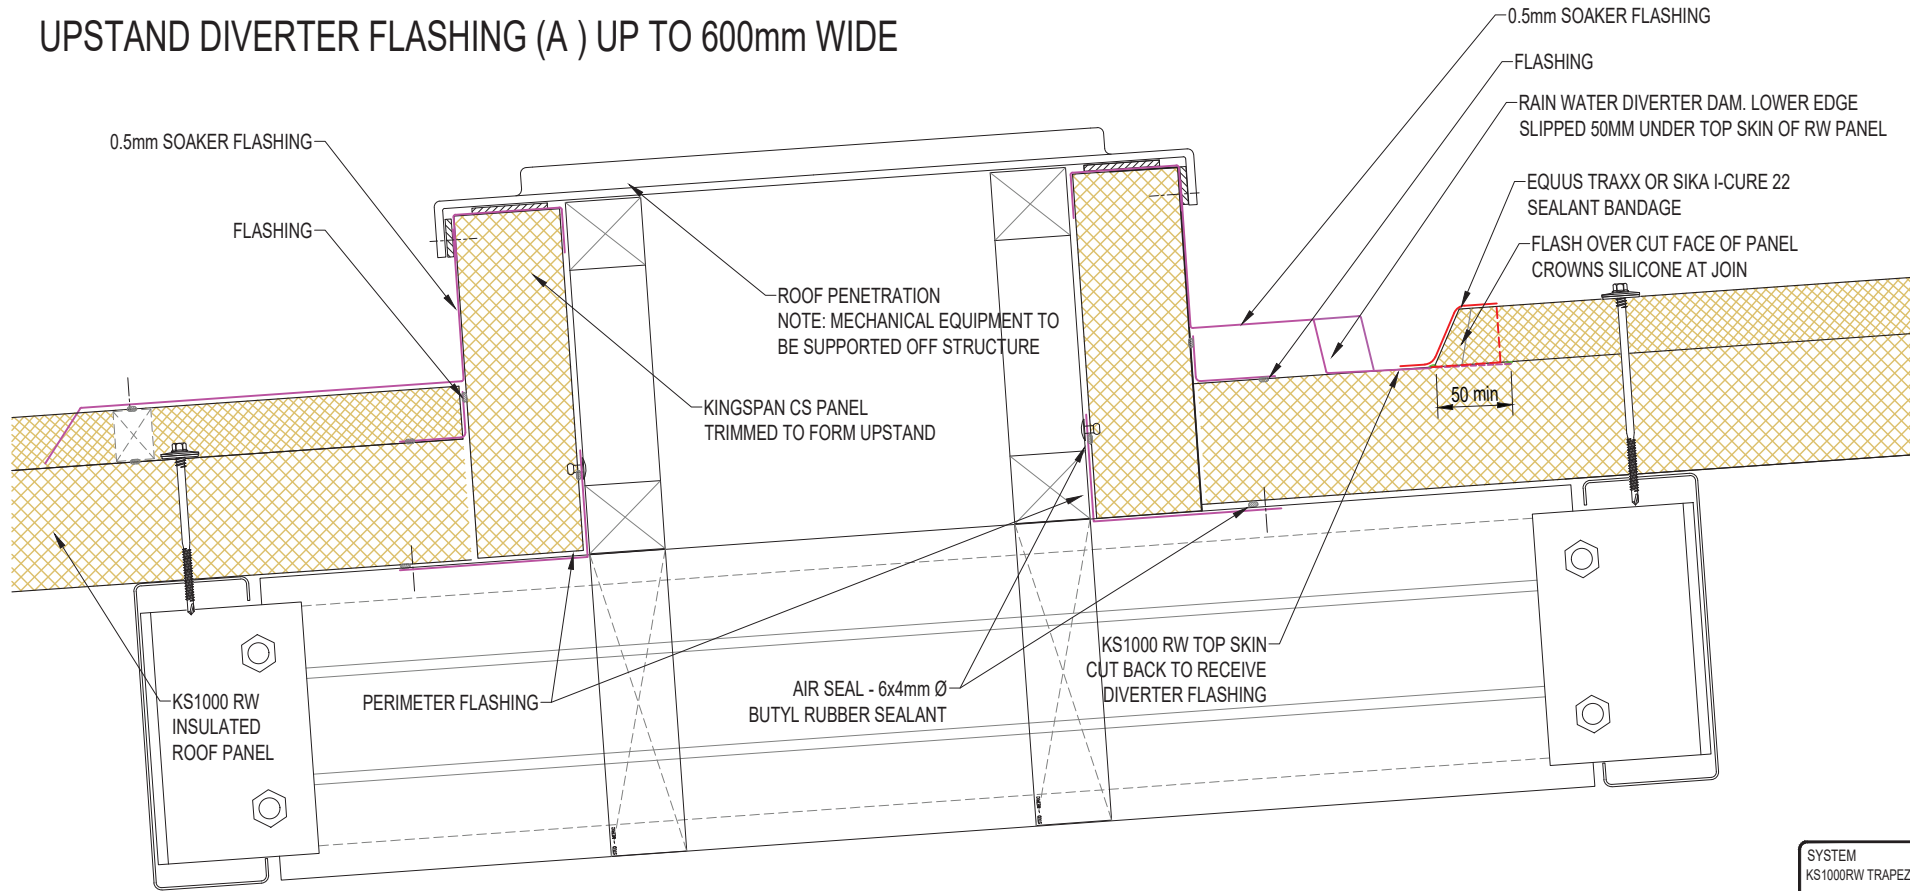 UPSTAND DIVERTER FLASHING (A ) UP TO 600mm WIDE
0.5mm SOAKER FLASHING
FLASHING
RAIN WATER DIVERTER DAM. LOWER EDGE
SLIPPED 50MM UNDER TOP SKIN OF RW PANEL
EQUUS TRAXX OR SIKA I-CURE 22
SEALANT BANDAGE
FLASH OVER CUT FACE OF PANEL
CROWNS SILICONE AT JOIN
0.5mm SOAKER FLASHING
FLASHING
ROOF PENETRATION
NOTE: MECHANICAL EQUIPMENT TO
BE SUPPORTED OFF STRUCTURE
KINGSPAN CS PANEL
TRIMMED TO FORM UPSTAND
50 min
KS1000 RW
INSULATED
ROOF PANEL
PERIMETER FLASHING
AIR SEAL - 6x4mm Ø
BUTYL RUBBER SEALANT
KS1000 RW TOP SKIN
CUT BACK TO RECEIVE
DIVERTER FLASHING
SYSTEM
KS1000RW TRAPEZ